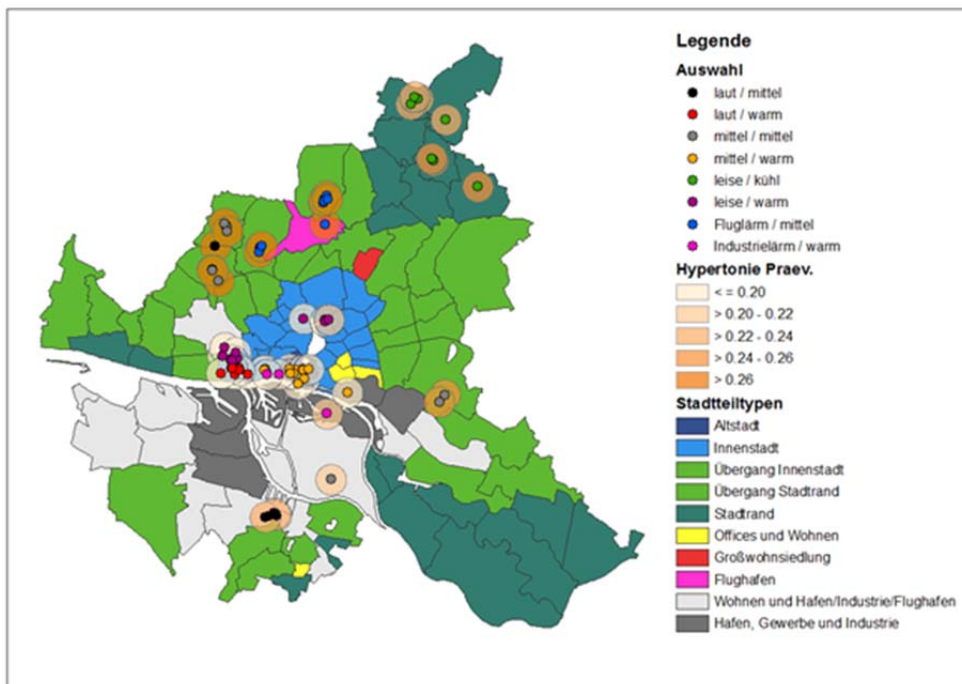 Legende
Auswahl
laut / mittel
laut / warm
mittel / mittel
mittel / warm
leise / kühl
leise / warm
Fluglärm / mittel
Industrielärm / warm
Hypertonie Praev.
< = 0.20
> 0.20 - 0.22
> 0.22 - 0.24
> 0.24 - 0.26
> 0.26
Stadtteiltypen
Altstadt
Innenstadt
Übergang Innenstadt
Übergang Stadtrand
Stadtrand
Offices und Wohnen
Großwohnsiedlung
Flughafen
Wohnen und Hafen/Industrie/Flughafen
Hafen, Gewerbe und Industrie